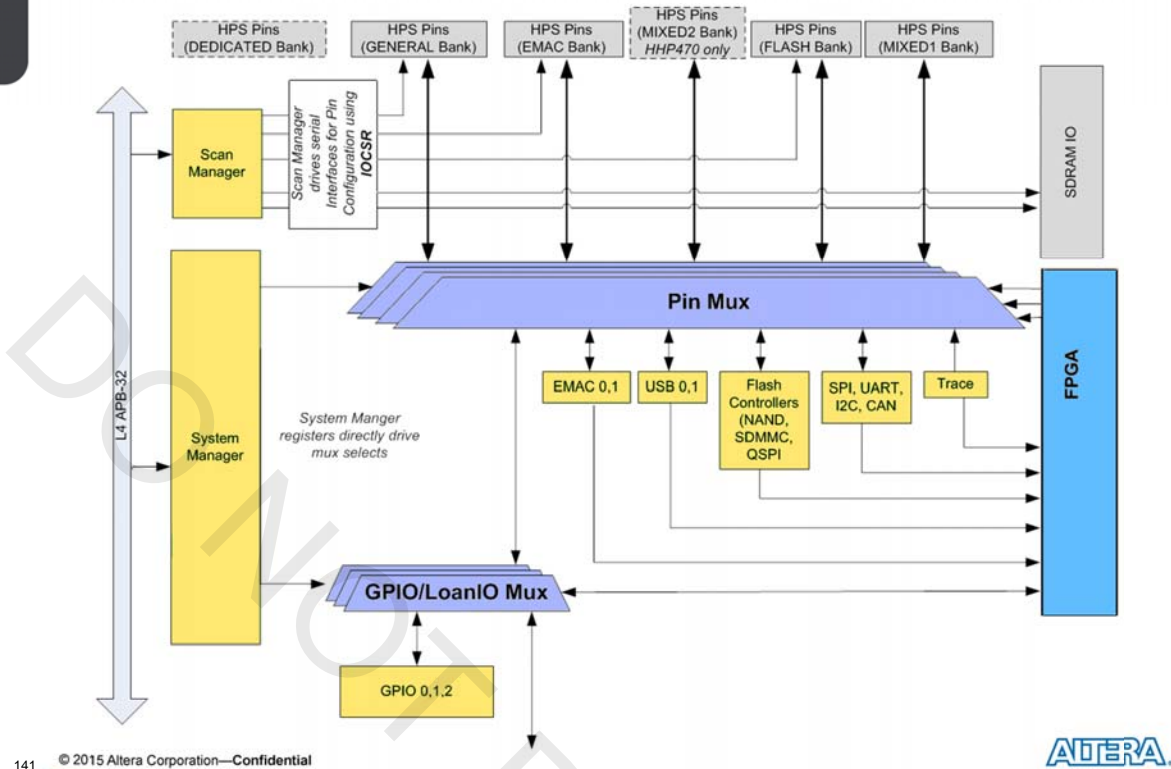 HPS Pins
(DEDICATED Bank)
HPS Pins
(GENERAL Bank)
HPS Pins
(EMAC Bank)
HPS Pins
(MIXED2 Bank)
HHP470 only
HPS Pins
(FLASH Bank)
HPS Pins
(MIXED1 Bank)
Scan
Manager
Scan Manager
drives serial
Interfaces for Pin
Configuration using
IOCSR
SDRAM IO
L4 APB-32
Pin Mux
FPGA
EMAC 0,1
USB 0,1
Flash
Controllers
(NAND,
SDMMC,
QSPI
SPI, UART,
I2C, CAN
Trace
System
Manager
System Manger
registers directly drive
mux selects
GPIO/LoanIO Mux
GPIO 0,1,2
DO NOT
141
© 2015 Altera Corporation—Confidential
ALTERA